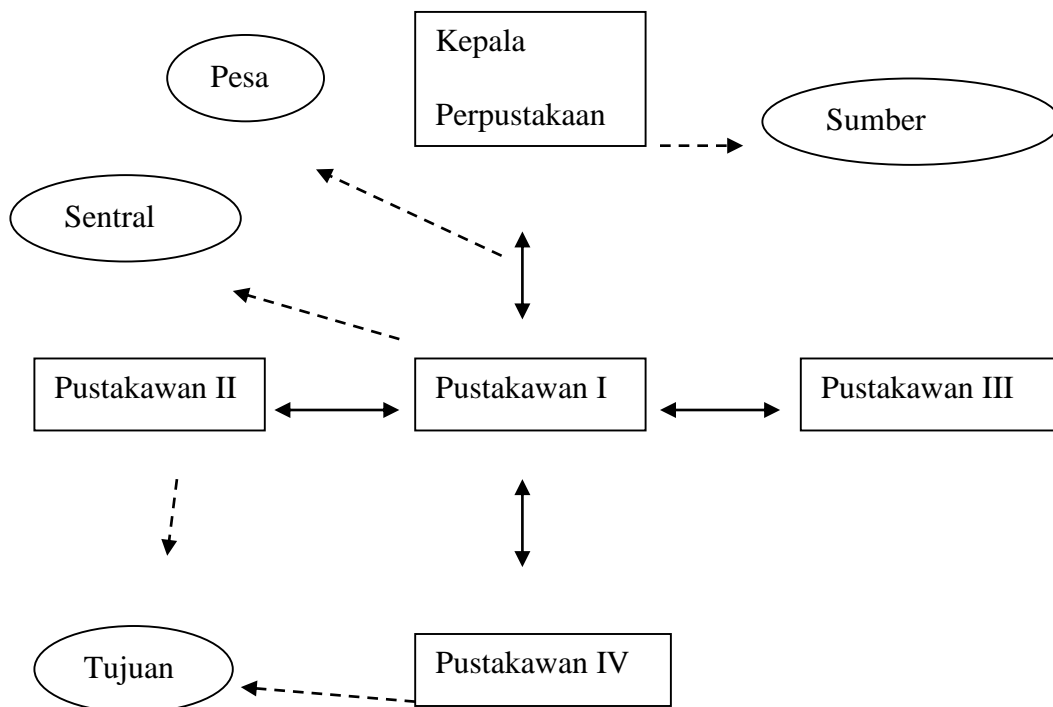 Kepala
Pesa
Perpustakaan
Sumber
Sentral
Pustakawan II
Pustakawan I
Pustakawan III
Tujuan
Pustakawan IV